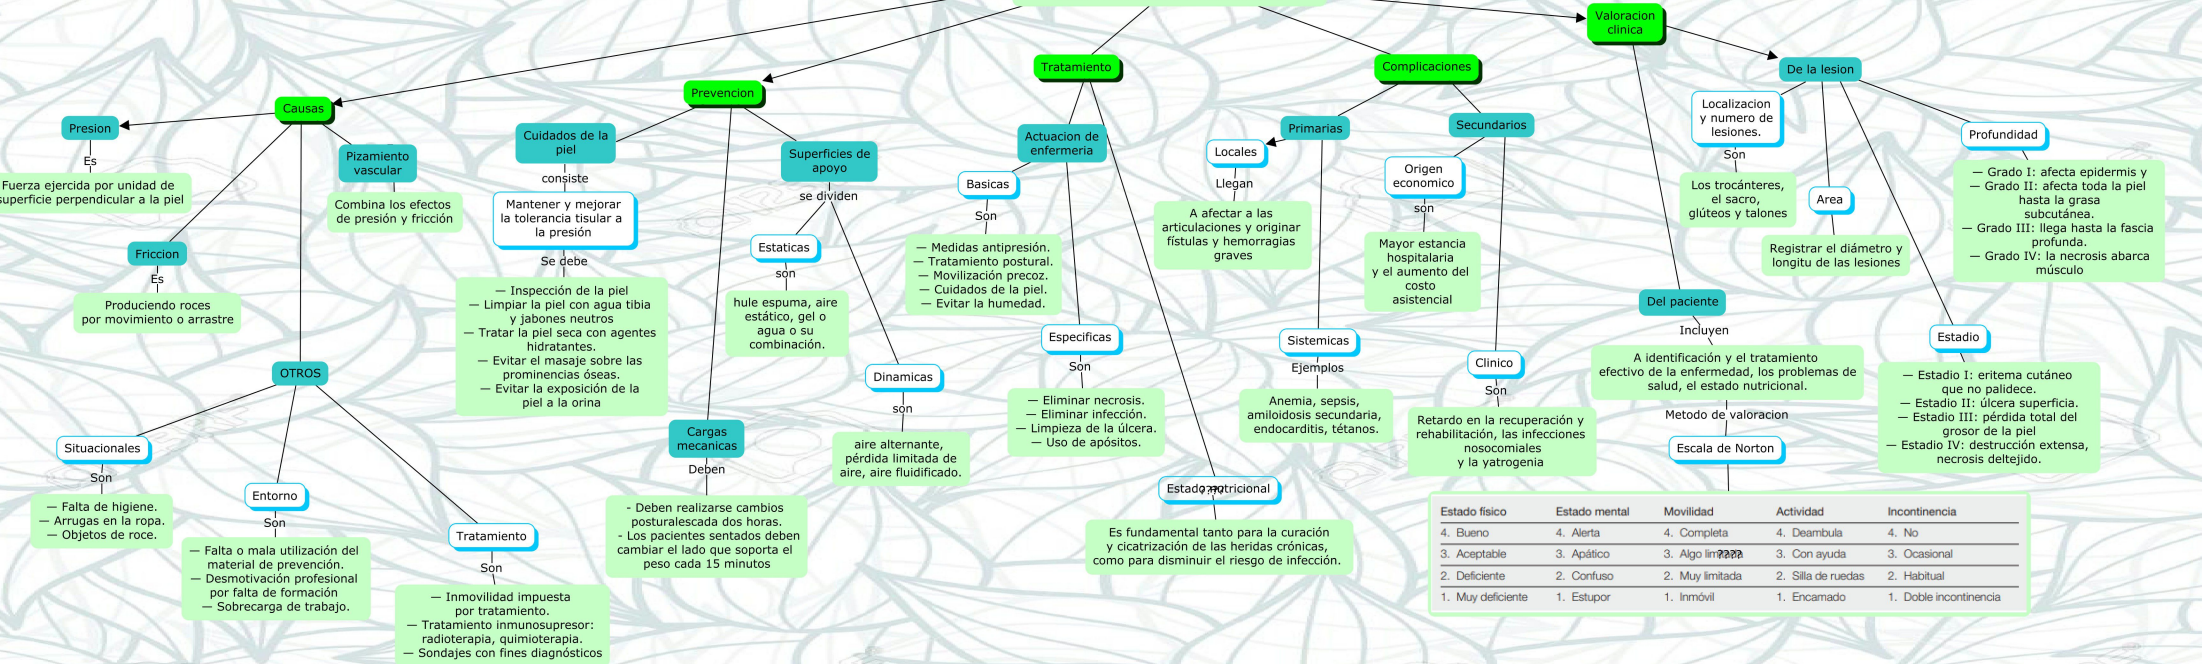 Valoracion
clinica
Tratamiento
Complicaciones
De la lesion
Prevencion
Causas
Presion
Es
Fuerza ejercida por unidad de
superficie perpendicular a la piel
Pizamiento
vascular
Combina los efectos
de presión y fricción
Friccion
Es
Produciendo roces
por movimiento o arrastre
OTROS
Situacionales
Son
— Falta de higiene.
— Arrugas en la ropa.
— Objetos de roce.
Entorno
Son
— Falta o mala utilización del
material de prevención.
— Desmotivación profesional
por falta de formación
— Sobrecarga de trabajo.
Tratamiento
Son
— Inmovilidad impuesta
por tratamiento.
— Tratamiento inmunosupresor:
radioterapia, quimioterapia.
— Sondajes con fines diagnósticos
Cuidados de la
piel
consiste
Mantener y mejorar
la tolerancia tisular a
la presión
Se debe
— Inspección de la piel
— Limpiar la piel con agua tibia
y jabones neutros
— Tratar la piel seca con agentes
hidratantes.
— Evitar el masaje sobre las
prominencias óseas.
— Evitar la exposición de la
piel a la orina
Cargas
mecanicas
Deben
- Deben realizarse cambios
posturalescada dos horas.
- Los pacientes sentados deben
cambiar el lado que soporta el
peso cada 15 minutos
Superficies de
apoyo
se dividen
Estaticas
son
hule espuma, aire
estático, gel o
agua o su
combinación.
Dinamicas
son
aire alternante,
pérdida limitada de
aire, aire fluidificado.
Actuacion de
enfermeria
Basicas
Son
— Medidas antipresión.
— Tratamiento postural.
— Movilización precoz.
— Cuidados de la piel.
— Evitar la humedad.
Especificas
Son
— Eliminar necrosis.
— Eliminar infección.
— Limpieza de la úlcera.
— Uso de apósitos.
Estado nutricional
????
Es fundamental tanto para la curación
y cicatrización de las heridas crónicas,
como para disminuir el riesgo de infección.
Primarias
Locales
Llegan
A afectar a las
articulaciones y originar
fístulas y hemorragias
graves
Sistemicas
Ejemplos
Anemia, sepsis,
amiloidosis secundaria,
endocarditis, tétanos.
Secundarios
Origen
economico
son
Mayor estancia
hospitalaria
y el aumento del
costo
asistencial
Clinico
Son
Retardo en la recuperación y
rehabilitación, las infecciones
nosocomiales
y la yatrogenia
Localizacion
y numero de
lesiones.
Son
Los trocánteres,
el sacro,
glúteos y talones
Area
Registrar el diámetro y
longitu de las lesiones
Profundidad
— Grado I: afecta epidermis y
— Grado II: afecta toda la piel
hasta la grasa
subcutánea.
— Grado III: llega hasta la fascia
profunda.
— Grado IV: la necrosis abarca
músculo
Estadio
— Estadio I: eritema cutáneo
que no palidece.
— Estadio II: úlcera superficia.
— Estadio III: pérdida total del
grosor de la piel
— Estadio IV: destrucción extensa,
necrosis deltejido.
Del paciente
Incluyen
A identificación y el tratamiento
efectivo de la enfermedad, los problemas de
salud, el estado nutricional.
Metodo de valoracion
Escala de Norton
Estado físico Estado mental Movilidad Actividad Incontinencia
4. Bueno 4. Alerta 4. Completa 4. Deambula 4. No
3. Aceptable 3. Apático 3. Algo limitada 3. Con ayuda 3. Ocasional
????
2. Deficiente 2. Confuso 2. Muy limitada 2. Silla de ruedas 2. Habitual
1. Muy deficiente 1. Estupor 1. Inmóvil 1. Encamado 1. Doble incontinencia